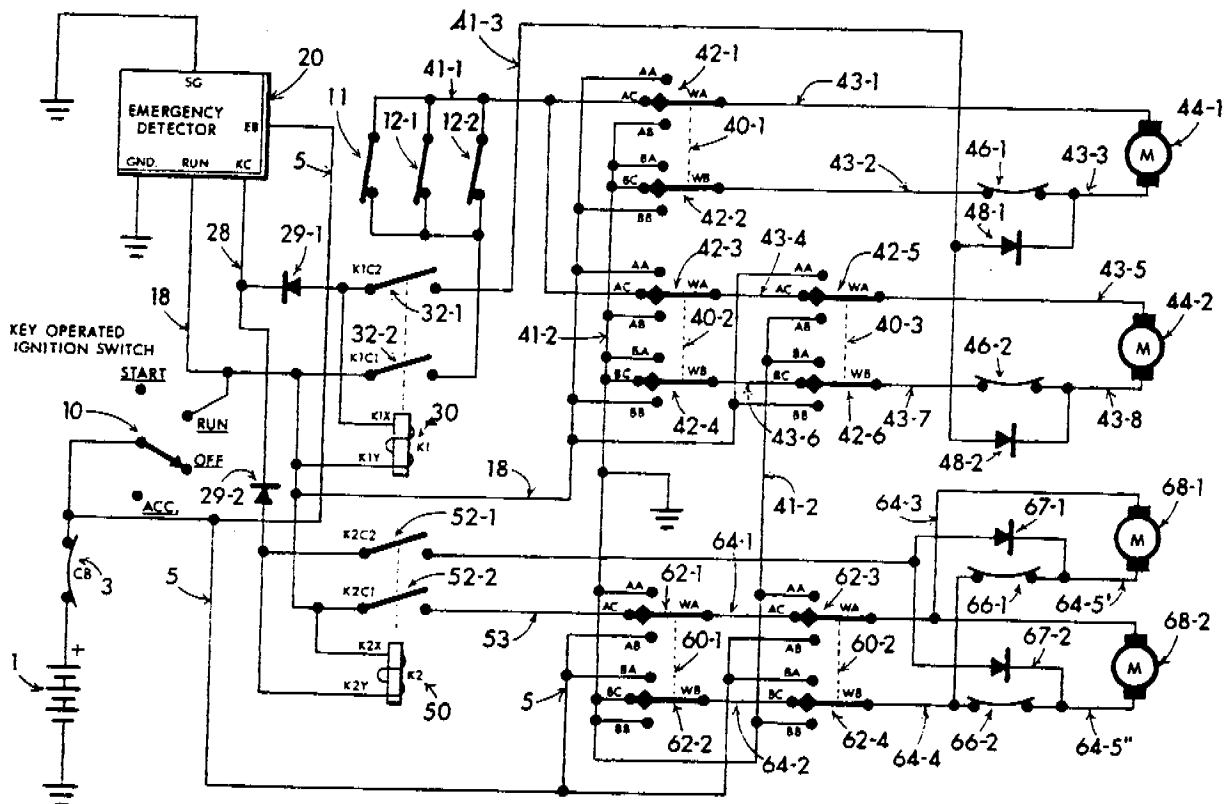 41-3
20
SG
EMERGENCY
DETECTOR
EB
GND.
RUN
KC
41-1
11
12-1
12-2
5
AA
42-1
AC
WA
43-1
AB
40-1
44-1
M
BA
43-2
46-1
43-3
BC
WB
BB
42-2
48-1
28
29-1
K1C2
32-1
42-3
43-4
42-5
AA
AC
WA
AB
40-2
AA
AC
WA
AB
40-3
43-5
44-2
M
18
KEY OPERATED
IGNITION SWITCH
START
32-2
K1C1
41-2
BA
BC
WB
BB
42-4
43-6
BA
BC
WB
BB
42-6
43-7
46-2
43-8
48-2
10
RUN
OFF
ACC.
29-2
K1X
K1
K1Y
30
18
41-2
64-3
68-1
M
67-1
CB
3
K2C2
52-1
52-2
K2C1
64-1
66-1
64-5'
5
AA
62-1
AC
WA
AB
53
60-1
AA
62-3
AC
WA
AB
60-2
67-2
68-2
M
1
+
K2X
K2
K2Y
50
5
BA
BC
WB
BB
62-2
64-2
BA
BC
WB
BB
62-4
64-4
66-2
64-5"